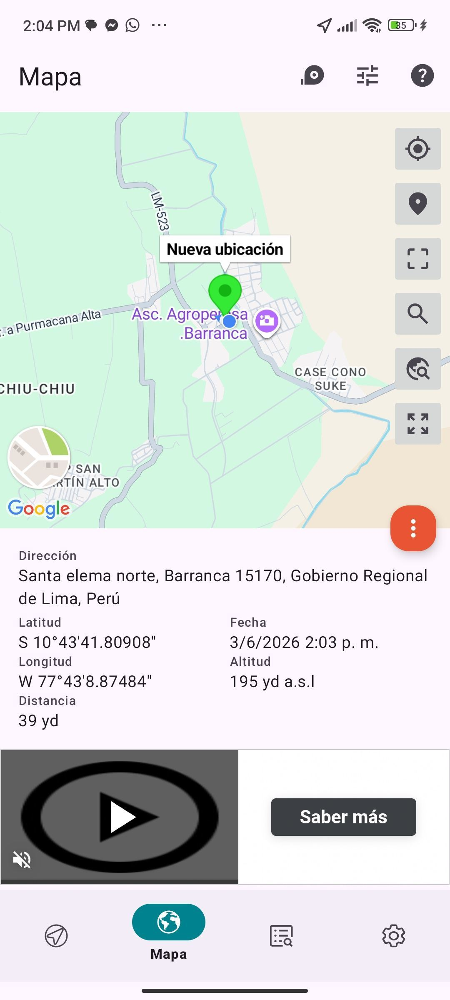 2:04 PM
35
Mapa
LM-523
Nueva ubicación
a Purmacana Alta
Asc.
.Barranca
CASE CONO
SUKE
CHIU-CHIU
SAN
ALTO
Google
Dirección
Santa elema norte, Barranca 15170, Gobierno Regional
de Lima, Perú
Latitud
Fecha
S 10°43'41.80908"
3/6/2026 2:03 p. m.
Longitud
Altitud
W 77°43'8.87484"
195 yd a.s.l
Distancia
39 yd
Saber más
Mapa